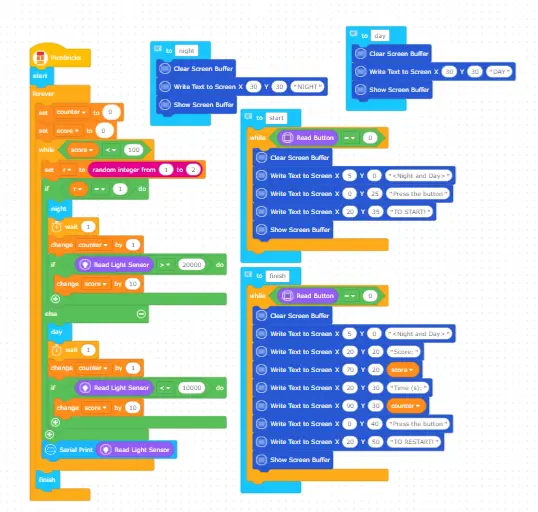 PicoBricks
start
forever
set counter to 0
set score to 0
while score < 100
set r to random integer from 1 to 2
if r = 1 do
night
wait 1
change counter by 1
if Read Light Sensor > 20000 do
change score by 10
else
day
wait 1
change counter by 1
if Read Light Sensor < 10000 do
change score by 10
Serial Print Read Light Sensor
finish
to night
Clear Screen Buffer
Write Text to Screen X 30 Y 30 "NIGHT"
Show Screen Buffer
to day
Clear Screen Buffer
Write Text to Screen X 30 Y 30 "DAY"
Show Screen Buffer
to start
while Read Button = 0
Clear Screen Buffer
Write Text to Screen X 5 Y 0 "<Night and Day>"
Write Text to Screen X 0 Y 25 "Press the button"
Write Text to Screen X 20 Y 35 "TO START!"
Show Screen Buffer
to finish
while Read Button = 0
Clear Screen Buffer
Write Text to Screen X 5 Y 0 "<Night and Day>"
Write Text to Screen X 20 Y 20 "Score:"
Write Text to Screen X 70 Y 20 score
Write Text to Screen X 20 Y 30 "Time (s):"
Write Text to Screen X 90 Y 30 counter
Write Text to Screen X 0 Y 40 "Press the button"
Write Text to Screen X 20 Y 50 "TO RESTART!"
Show Screen Buffer